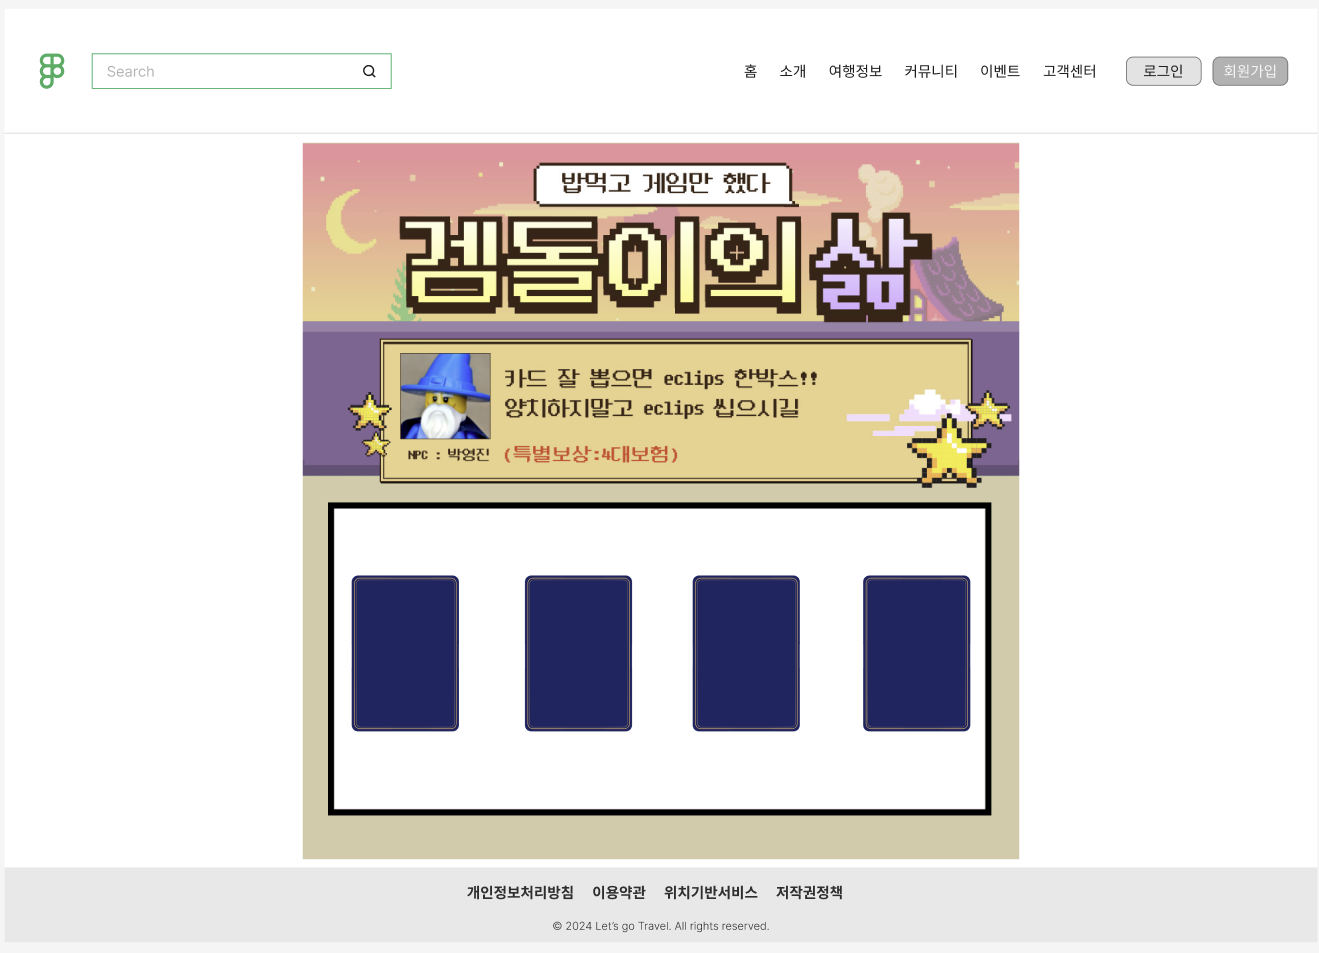 Search
홈 소개 여행정보 커뮤니티 이벤트 고객센터 로그인 회원가입
밥먹고 게임만 했다
겜돌이의 삶
카드 잘 뽑으면 eclips 한박스!!
양치하지말고 eclips 씹으시길
NPC : 박영진 (특별보상:4대보험)
개인정보처리방침 이용약관 위치기반서비스 저작권정책
© 2024 Let's go Travel. All rights reserved.